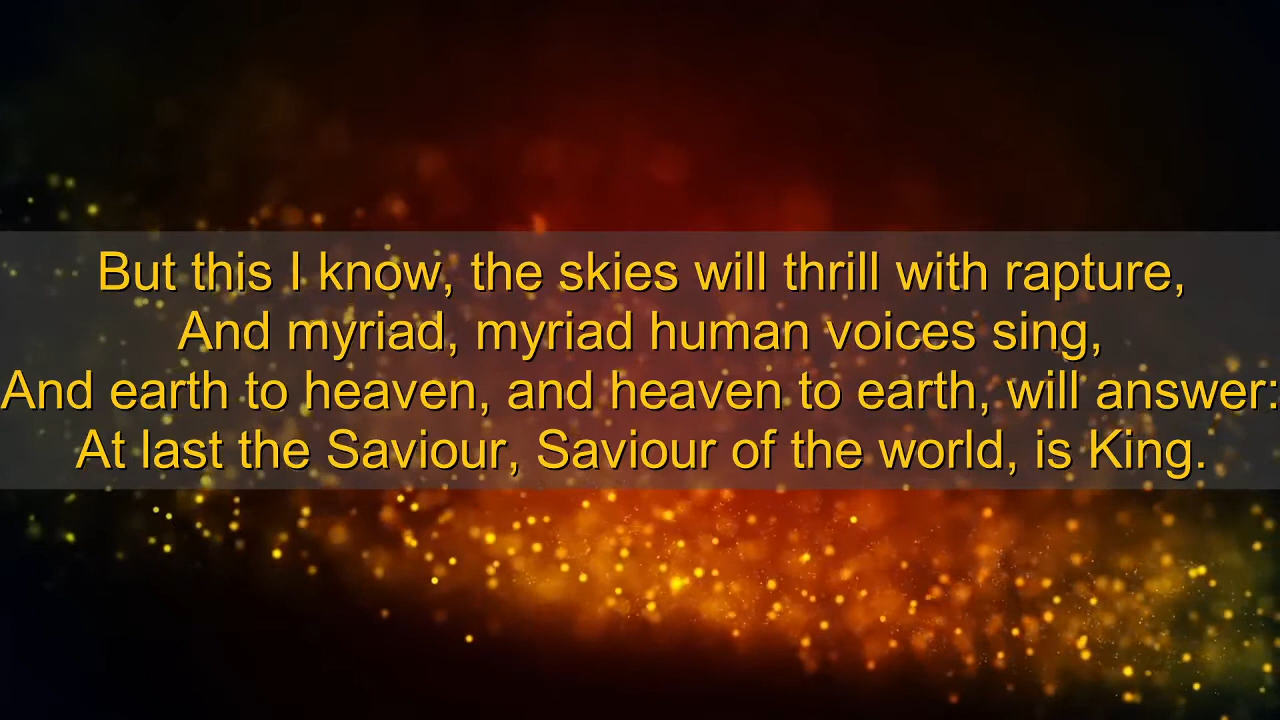 But this I know, the skies will thrill with rapture,
And myriad, myriad human voices sing,
And earth to heaven, and heaven to earth, will answer:
At last the Saviour, Saviour of the world, is King.